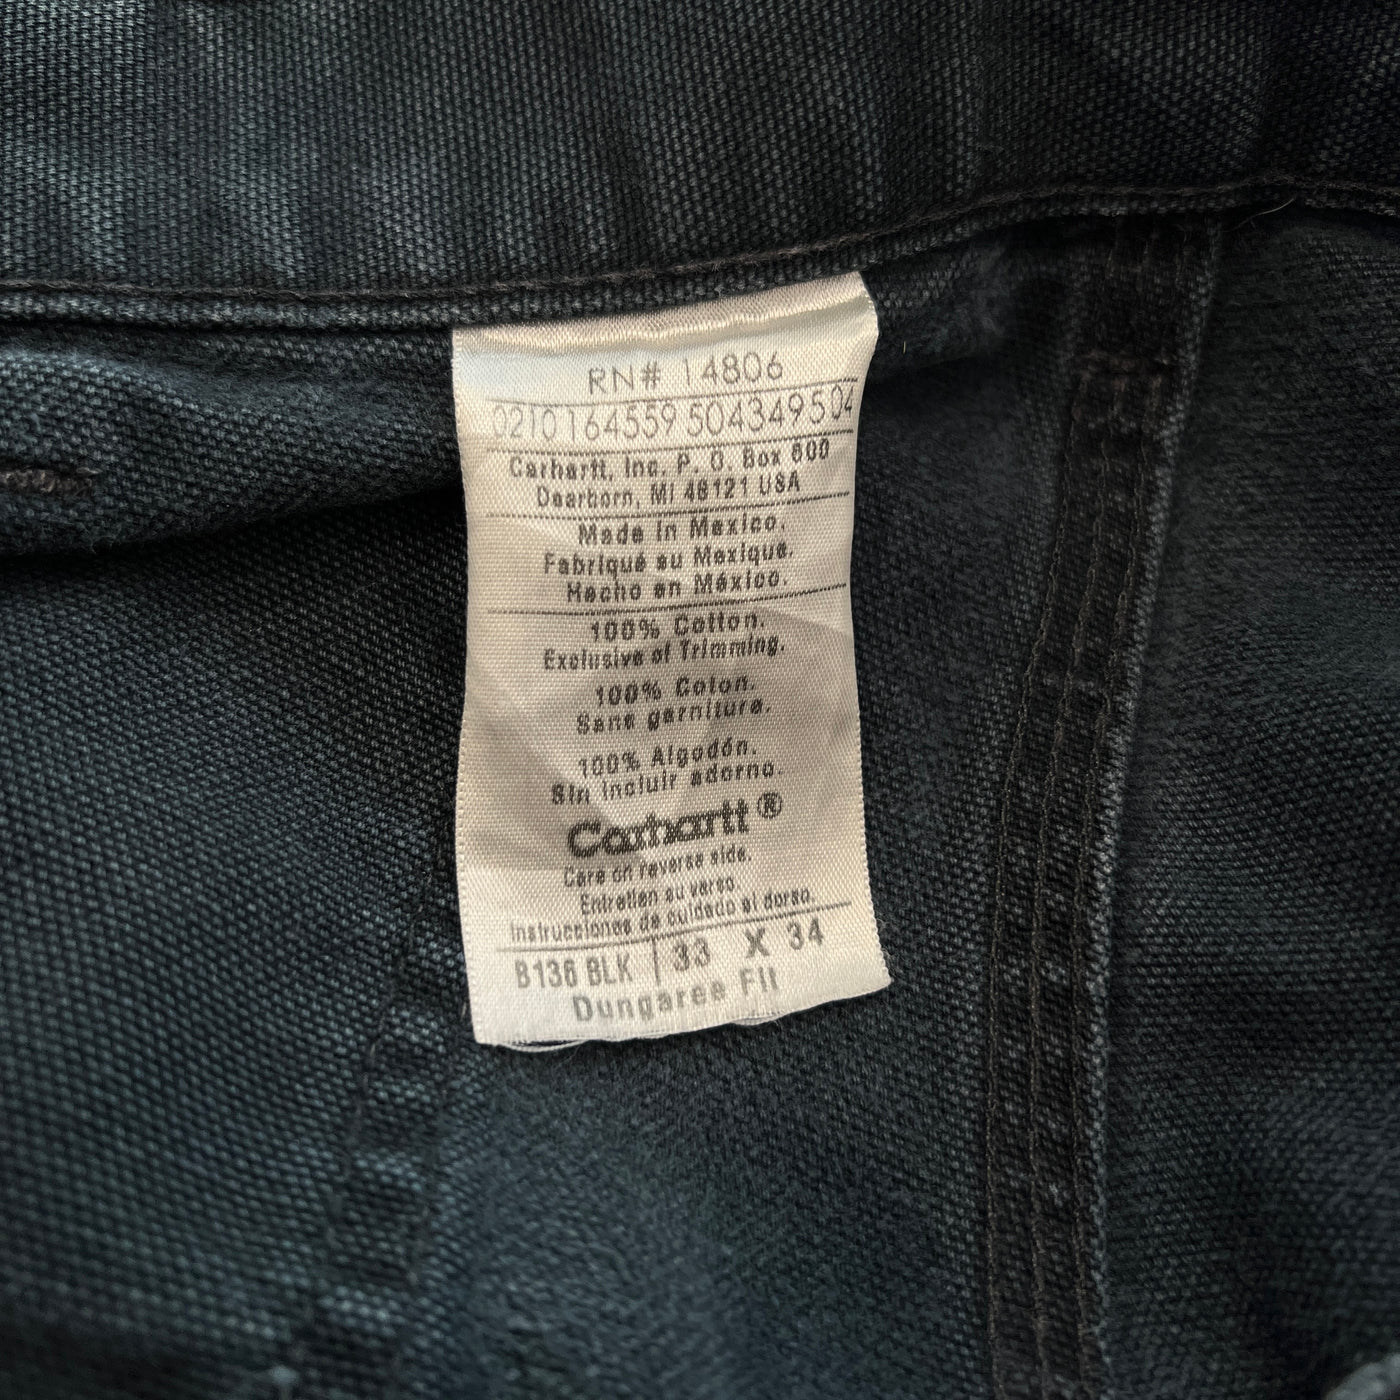 RN# 14806
0210164559 504349504
Carhartt, Inc. P. O. Box 600
Dearborn, MI 48121 USA
Made in Mexico.
Fabriqué au Mexique.
Hecho en México.
100% Cotton.
Exclusive of Trimming.
100% Coton.
Sans garniture.
100% Algodón.
Sin incluir adorno.
Carhartt®
Care on reverse side.
Entretien au verso.
Instrucciones de cuidado al dorso.
B136 BLK | 33 X 34
Dungaree Fit